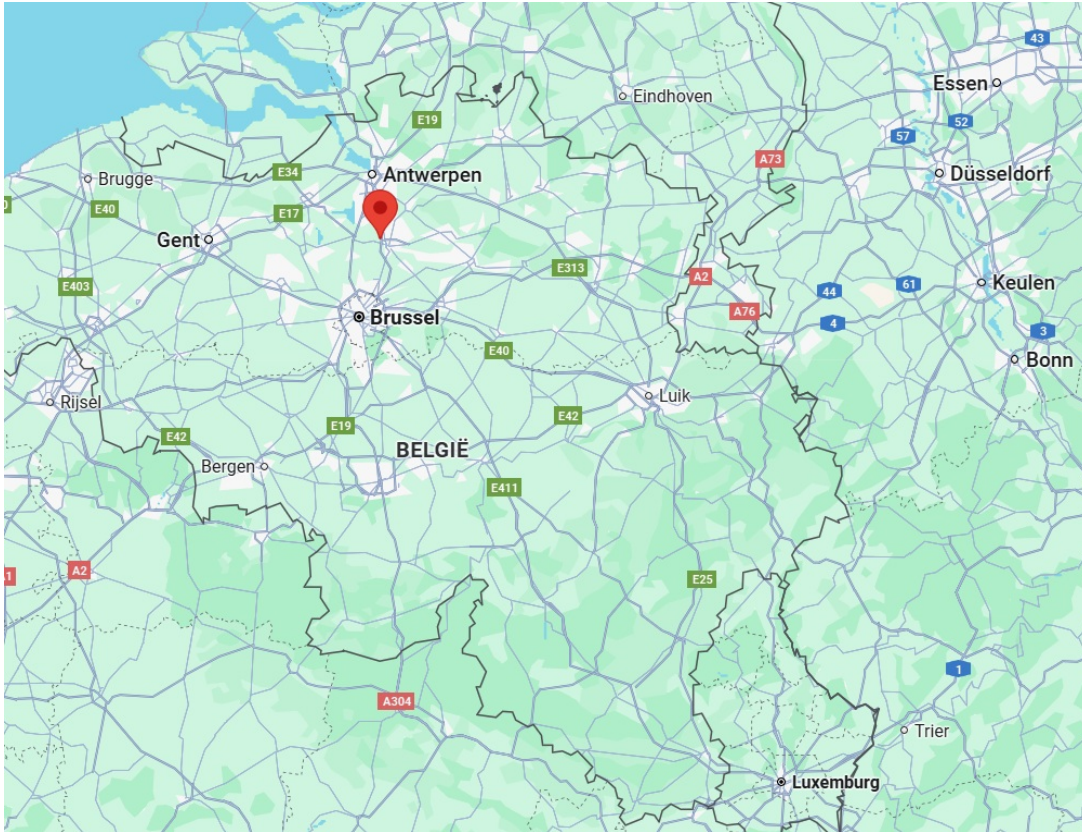 43
Essen
Eindhoven
E19
52
57
A73
E34
Antwerpen
Düsseldorf
Brugge
E40
E17
Gent
E313
A2
Keulen
61
44
E403
A76
4
3
Brussel
E40
Bonn
Luik
Rijsel
E42
E19
E42
BELGIË
Bergen
E411
A2
E25
1
A304
Trier
Luxemburg